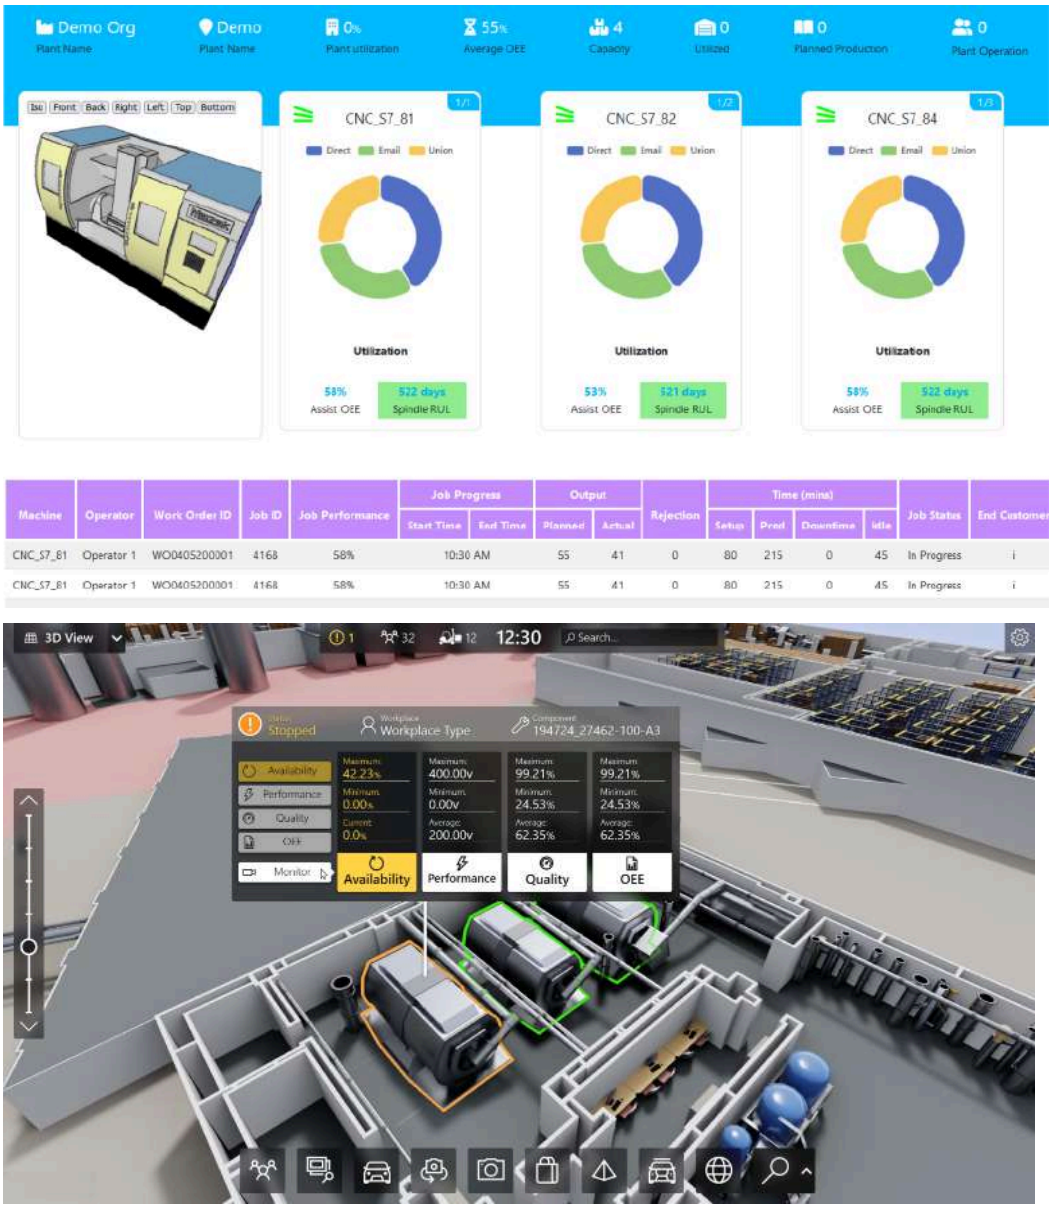 Demo Org
Plant Name
Demo
Plant Name
0%
Plant utilization
55%
Average OEE
4
Capacity
0
Utilized
0
Planned Production
0
Plant Operation
Iso Front Back Right Left Top Bottom
Mazak
1/1
CNC_S7_81
Direct Email Union
Utilization
58% 522 days
Assist OEE Spindle RUL
1/2
CNC_S7_82
Direct Email Union
Utilization
53% 521 days
Assist OEE Spindle RUL
1/3
CNC_S7_84
Direct Email Union
Utilization
58% 522 days
Assist OEE Spindle RUL
Job Progress Output Time (mins)
Machine Operator Work Order ID Job ID Job Performance Rejection Job Status End Customer
Start Time End Time Planned Actual Setup Prod Downtime Idle
CNC_S7_81 Operator 1 WO0405200001 4168 58% 10:30 AM 55 41 0 80 215 0 45 In Progress i
CNC_S7_81 Operator 1 WO0405200001 4168 58% 10:30 AM 55 41 0 80 215 0 45 In Progress i
3D View 1 32 12 12:30 Search...
Status
Stopped
Workplace
Workplace Type
Component
194724_27462-100-A3
Availability
Performance
Quality
OEE
Monitor
Maximum:
42.23%
Minimum:
0.00%
Current:
0.0%
Availability
Maximum:
400.00v
Minimum:
0.00v
Average:
200.00v
Performance
Maximum:
99.21%
Minimum:
24.53%
Average:
62.35%
Quality
Maximum:
99.21%
Minimum:
24.53%
Average:
62.35%
OEE